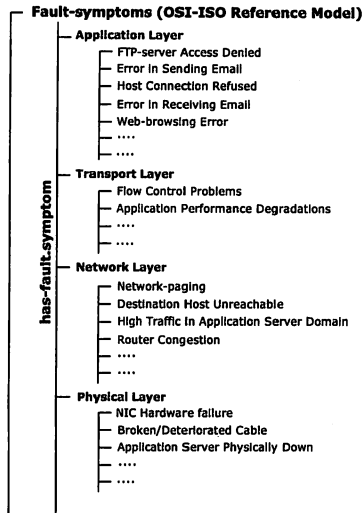 Fault-symptoms (OSI-ISO Reference Model)
Application Layer
FTP-server Access Denied
Error in Sending Email
Host Connection Refused
Error in Receiving Email
Web-browsing Error
....
....
Transport Layer
Flow Control Problems
Application Performance Degradations
....
....
has-fault.symptom
Network Layer
Network-paging
Destination Host Unreachable
High Traffic in Application Server Domain
Router Congestion
....
....
Physical Layer
NIC Hardware failure
Broken/Deteriorated Cable
Application Server Physically Down
....
....